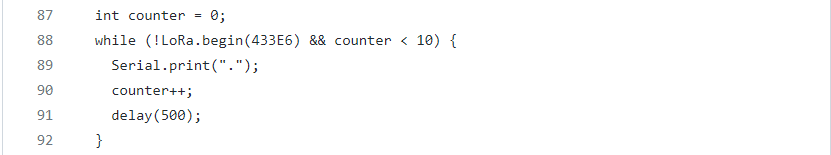 87 int counter = 0;
88 while (!LoRa.begin(433E6) && counter < 10) {
89 Serial.print(".");
90 counter++;
91 delay(500);
92 }